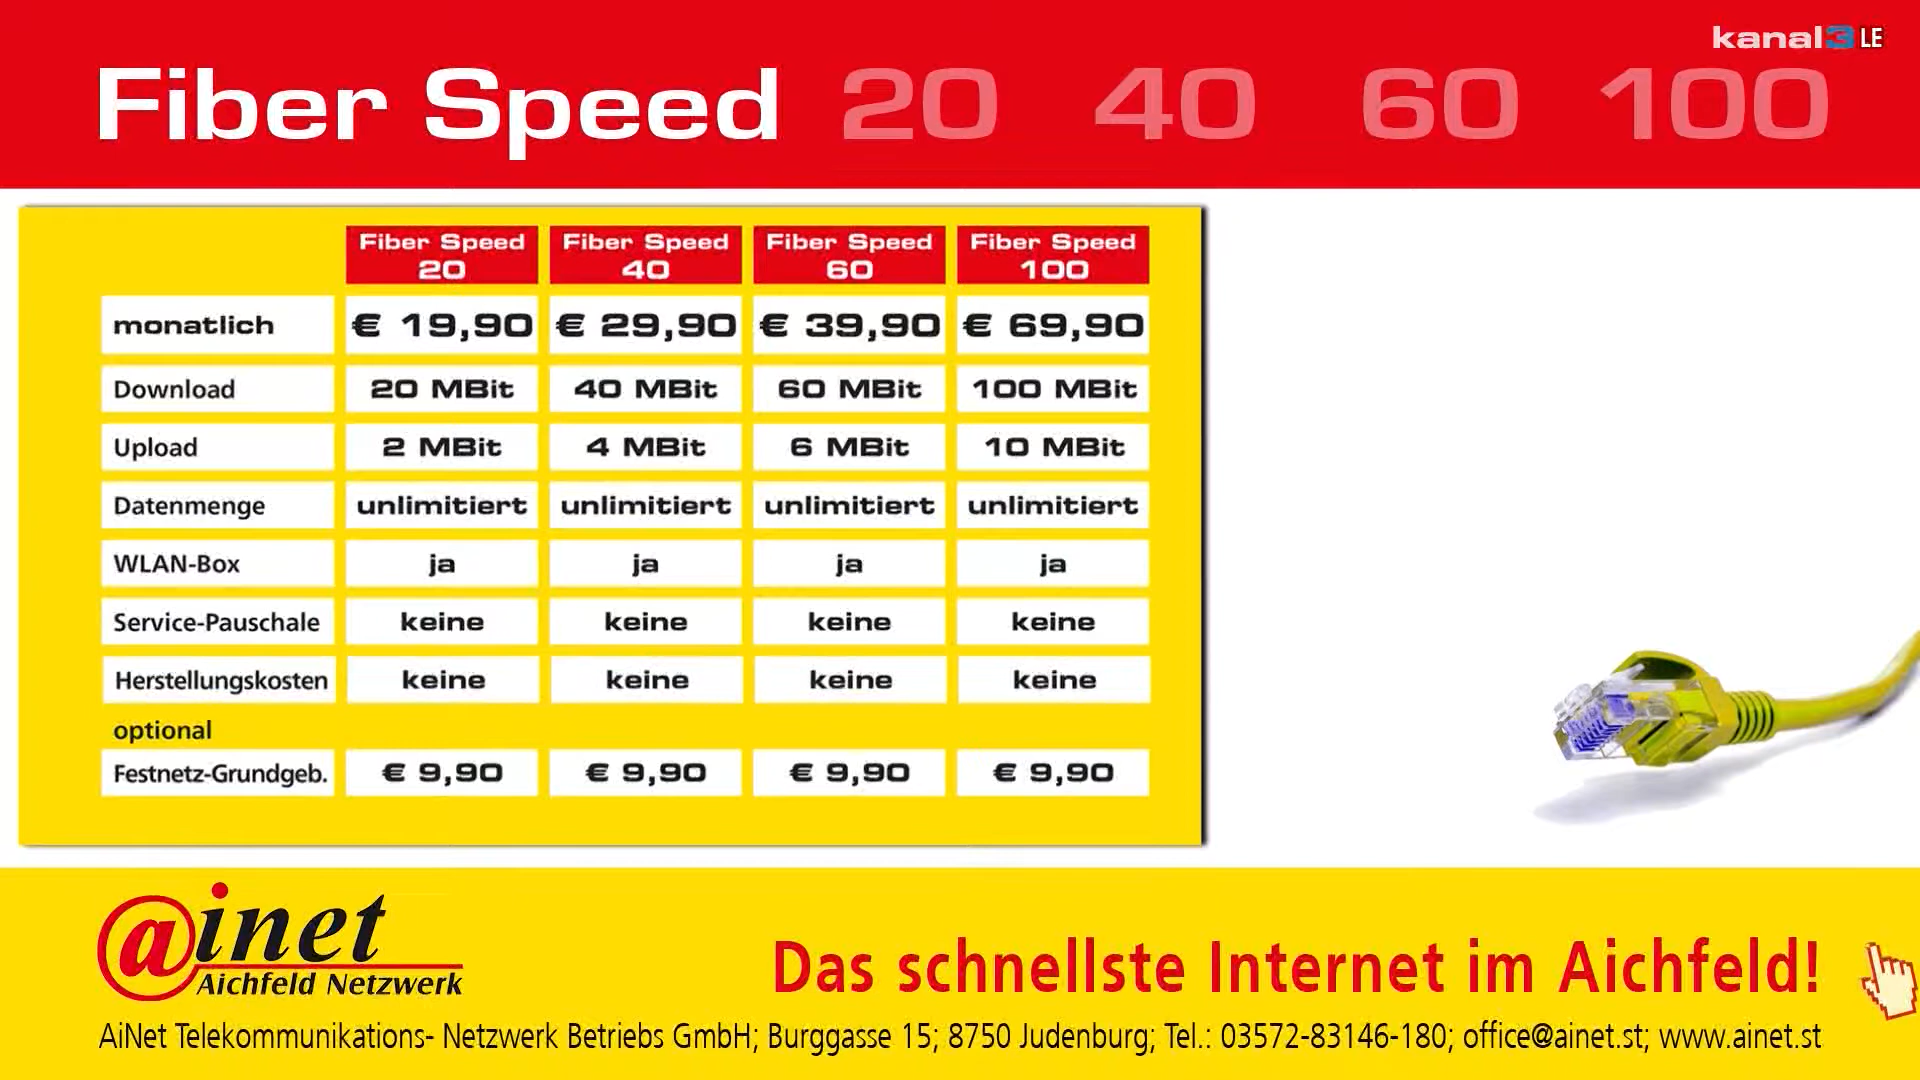 kanal3 LE
Fiber Speed 20 40 60 100
Fiber Speed 20 Fiber Speed 40 Fiber Speed 60 Fiber Speed 100
monatlich € 19,90 € 29,90 € 39,90 € 69,90
Download 20 MBit 40 MBit 60 MBit 100 MBit
Upload 2 MBit 4 MBit 6 MBit 10 MBit
Datenmenge unlimitiert unlimitiert unlimitiert unlimitiert
WLAN-Box ja ja ja ja
Service-Pauschale keine keine keine keine
Herstellungskosten keine keine keine keine
optional
Festnetz-Grundgeb. € 9,90 € 9,90 € 9,90 € 9,90
@inet
Aichfeld Netzwerk
Das schnellste Internet im Aichfeld!
AiNet Telekommunikations- Netzwerk Betriebs GmbH; Burggasse 15; 8750 Judenburg; Tel.: 03572-83146-180; office@ainet.st; www.ainet.st